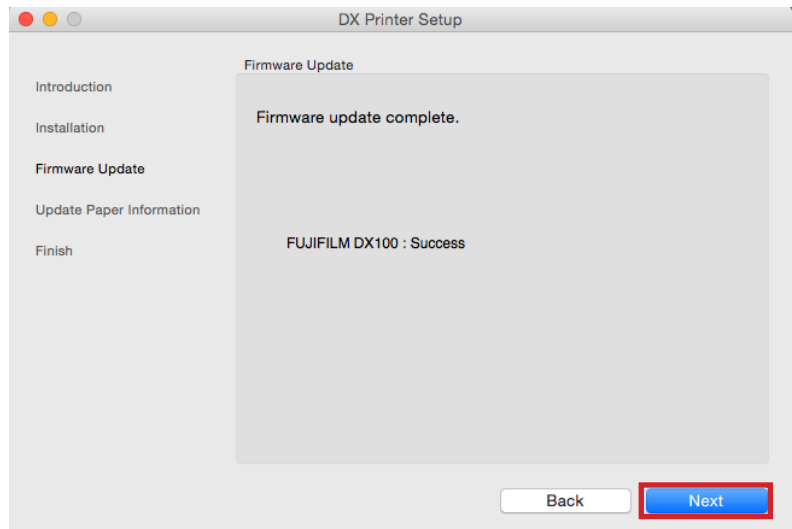 DX Printer Setup
Introduction
Installation
Firmware Update
Update Paper Information
Finish
Firmware Update
Firmware update complete.
FUJIFILM DX100 : Success
Back
Next